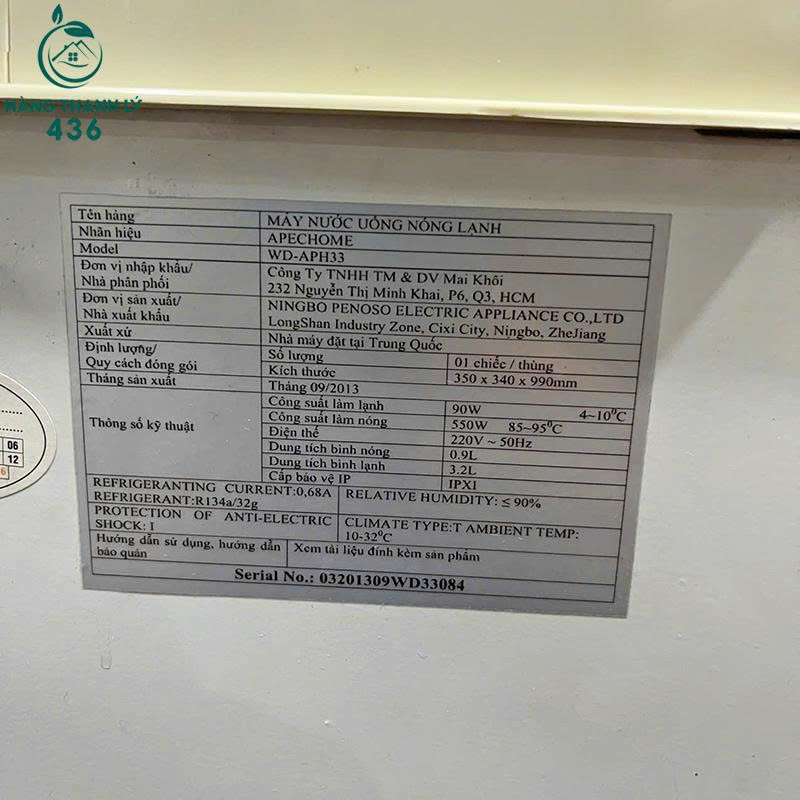 HÀNG THANH LÝ
436
Tên hàng MÁY NƯỚC UỐNG NÓNG LẠNH
Nhãn hiệu APECHOME
Model WD-APH33
Đơn vị nhập khẩu/ Công Ty TNHH TM & DV Mai Khôi
Nhà phân phối 232 Nguyễn Thị Minh Khai, P6, Q3, HCM
Đơn vị sản xuất/ NINGBO PENOSO ELECTRIC APPLIANCE CO.,LTD
Nhà xuất khẩu LongShan Industry Zone, Cixi City, Ningbo, ZheJiang
Xuất xứ Nhà máy đặt tại Trung Quốc
Định lượng/ Số lượng 01 chiếc / thùng
Quy cách đóng gói Kích thước 350 x 340 x 990mm
Tháng sản xuất Tháng 09/2013
Thông số kỹ thuật
Công suất làm lạnh 90W 4~10⁰C
Công suất làm nóng 550W 85~95⁰C
Điện thế 220V ~ 50Hz
Dung tích bình nóng 0.9L
Dung tích bình lạnh 3.2L
Cấp bảo vệ IP IPX1
REFRIGERANTING CURRENT:0,68A RELATIVE HUMIDITY: ≤ 90%
REFRIGERANT:R134a/32g
PROTECTION OF ANTI-ELECTRIC CLIMATE TYPE:T AMBIENT TEMP:
SHOCK: I 10-32⁰C
Hướng dẫn sử dụng, hướng dẫn Xem tài liệu đính kèm sản phẩm
bảo quản
Serial No.: 03201309WD33084
06
12
6